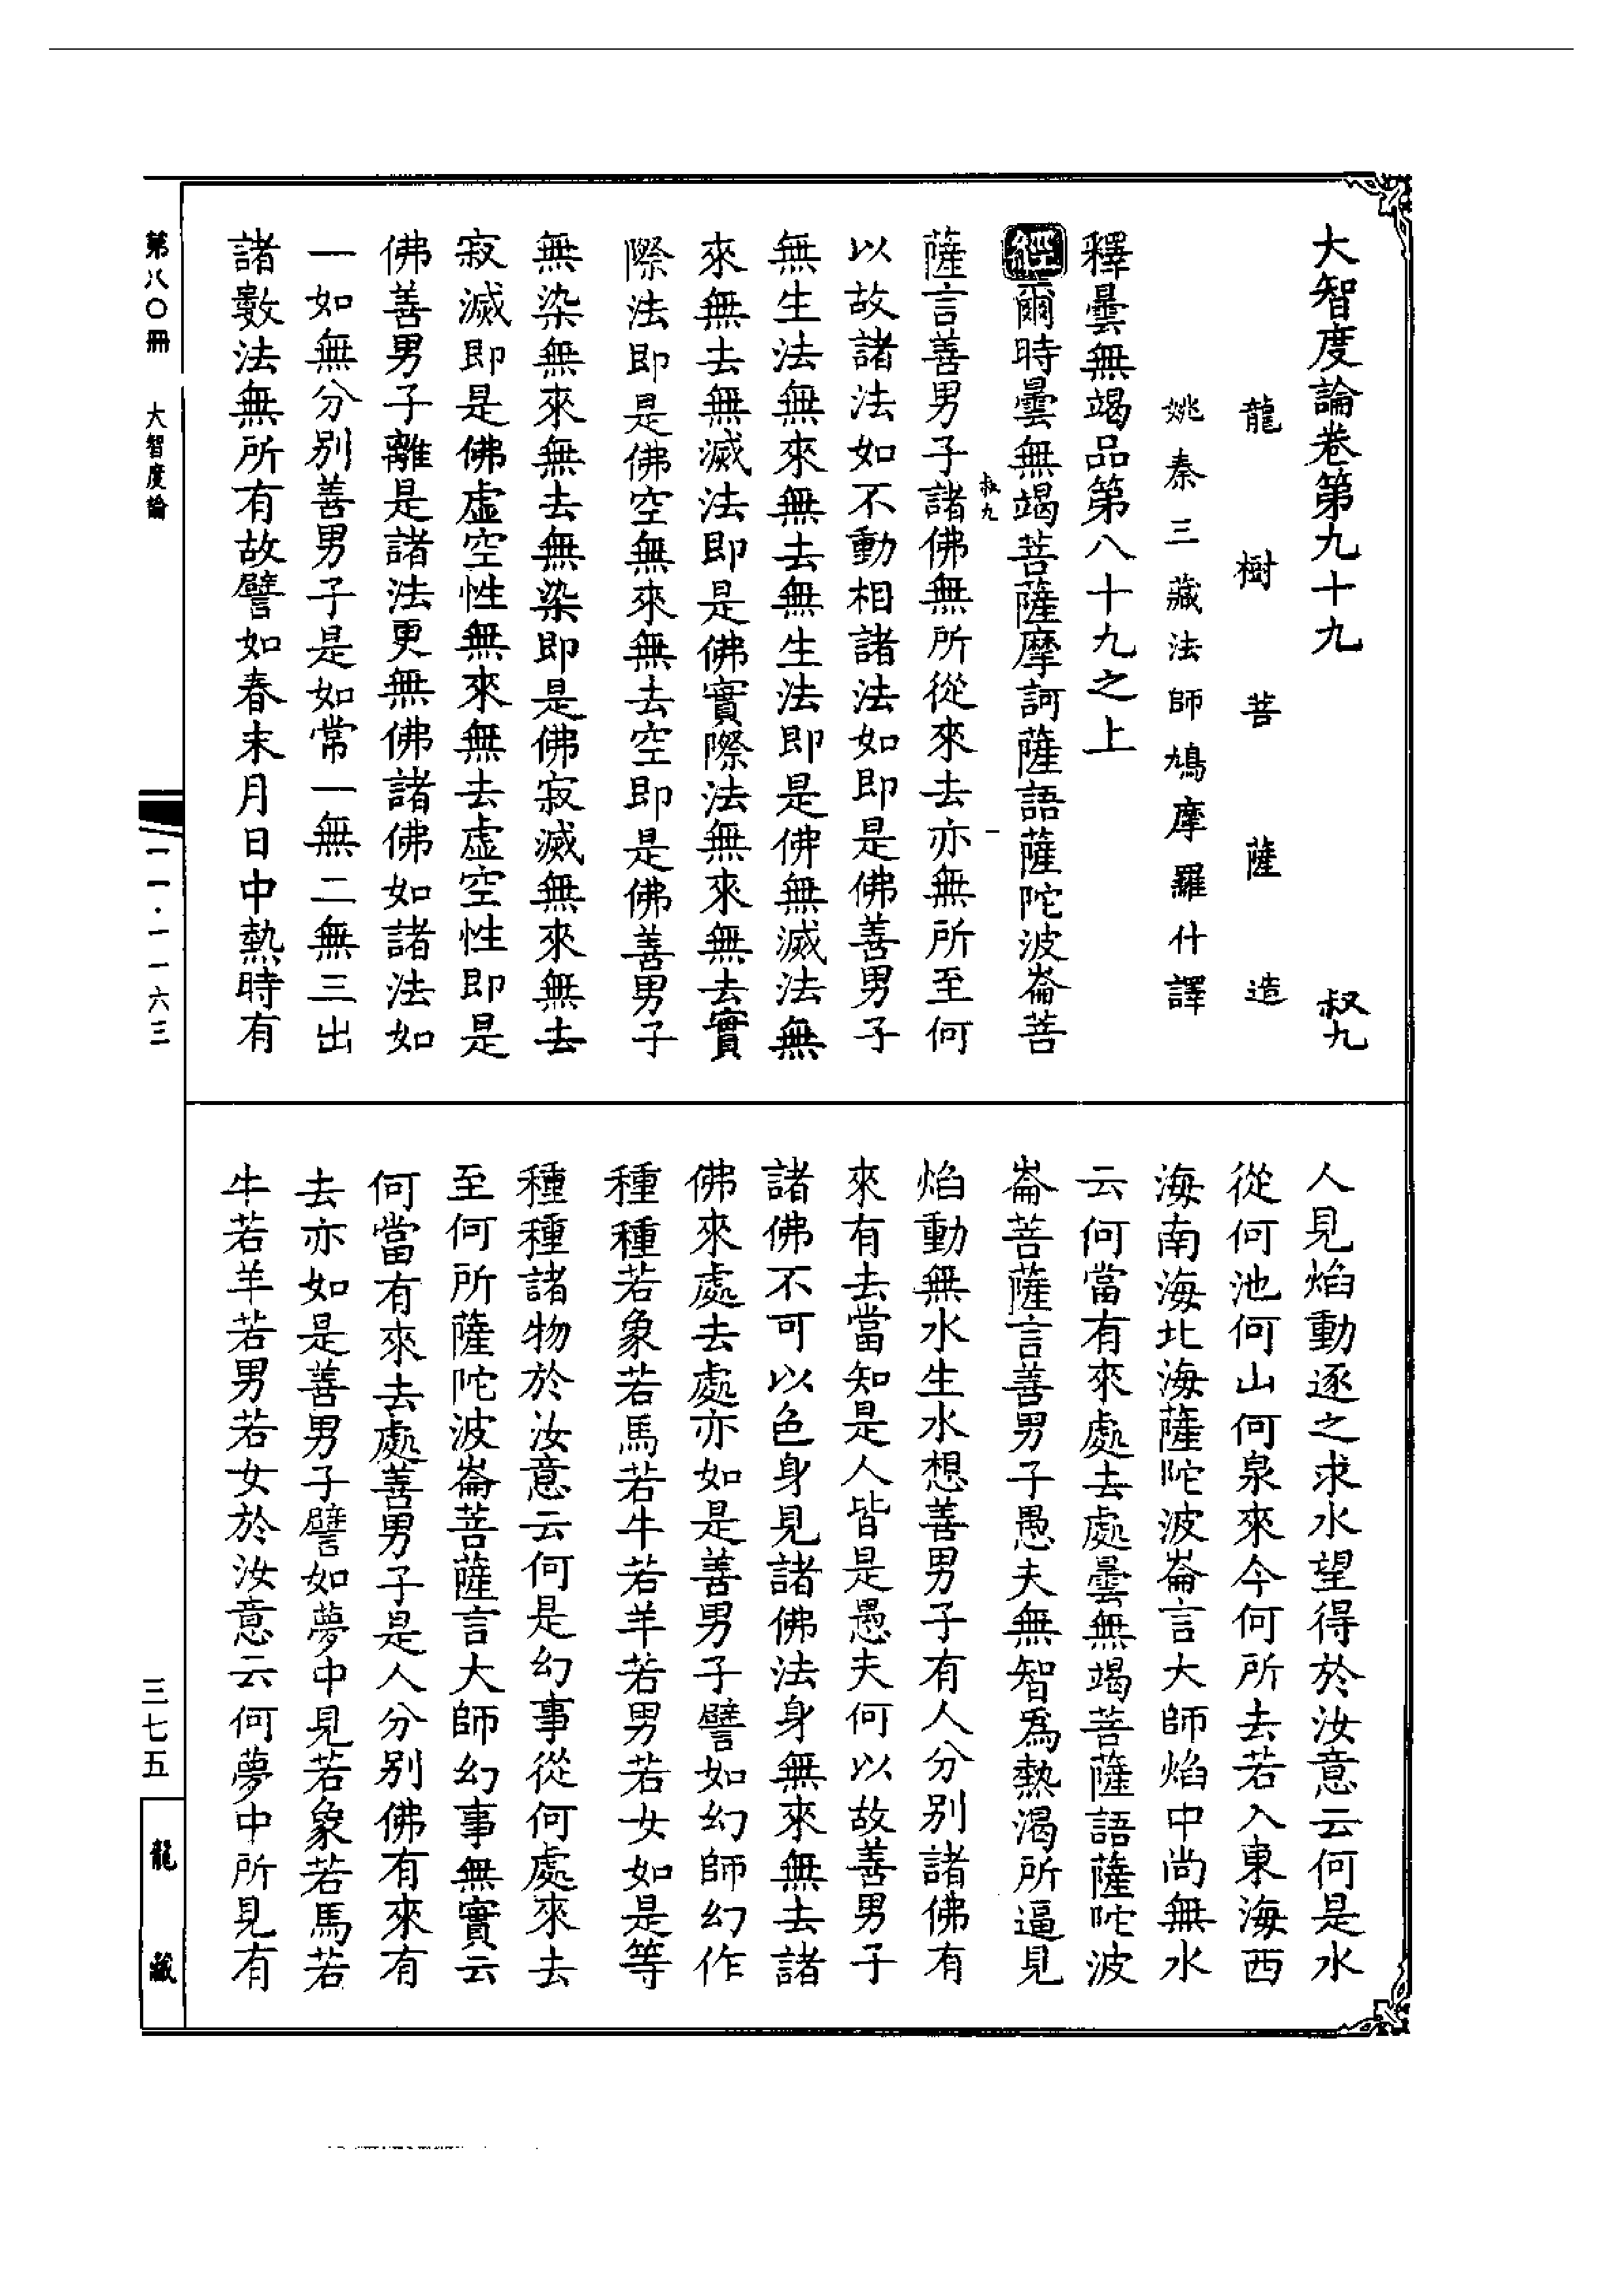 大智度論卷第九十九　叔九
龍樹菩薩造
姚秦三藏法師鳩摩羅什譯
釋曇無竭品第八十九之上
經爾時曇無竭菩薩摩訶薩語薩陀波崙菩
叔九　一
薩言善男子諸佛無所從來去亦無所至何
以故諸法如不動相諸法如即是佛善男子
無生法無來無去無生法即是佛無滅法無
來無去無滅法即是佛實際法無來無去實
際法即是佛空無來無去空即是佛善男子
無染無來無去無染即是佛寂滅無來無去
寂滅即是佛虛空性無來無去虛空性即是
佛善男子離是諸法更無佛諸佛如諸法如
一如無分別善男子是如常一無二無三出
諸數法無所有故譬如春末月日中熱時有
人見焰動逐之求水望得於汝意云何是水
從何池何山何泉來今何所去若入東海西
海南海北海薩陀波崙言大師焰中尚無水
云何當有來處去處曇無竭菩薩語薩陀波
崙菩薩言善男子愚夫無智爲熱渴所逼見
焰動無水生水想善男子有人分別諸佛有
來有去當知是人皆是愚夫何以故善男子
諸佛不可以色身見諸佛法身無來無去諸
佛來處去處亦如是善男子譬如幻師幻作
種種若象若馬若牛若羊若男若女如是等
種種諸物於汝意云何是幻事從何處來去
至何所薩陀波崙菩薩言大師幻事無實云
何當有來去處善男子是人分別佛有來有
去亦如是善男子譬如夢中見若象若馬若
牛若羊若男若女於汝意云何夢中所見有
第八〇冊　大智度論
一一·一一六三
三七五
龍藏